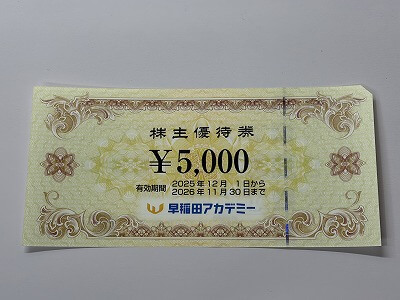 株主優待券
￥5,000
有効期間 2025年12月 1日から
2026年11月30日まで
早稲田アカデミー